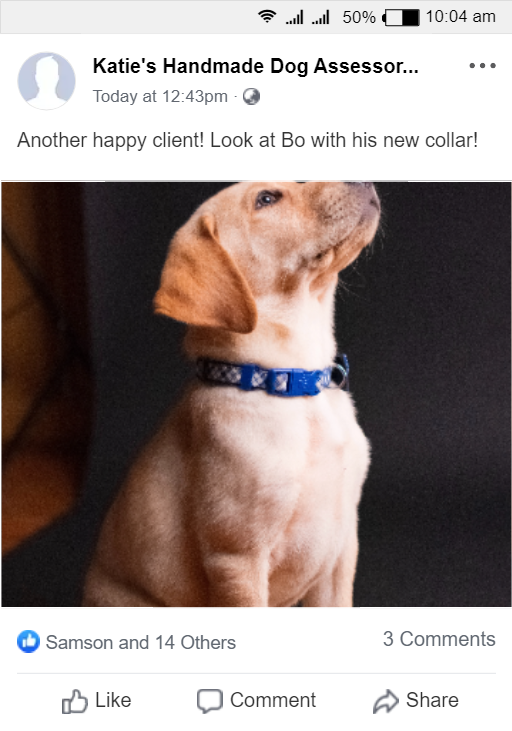 50% 10:04 am
Katie's Handmade Dog Assessor...
Today at 12:43pm ·
Another happy client! Look at Bo with his new collar!
Samson and 14 Others 3 Comments
Like Comment Share